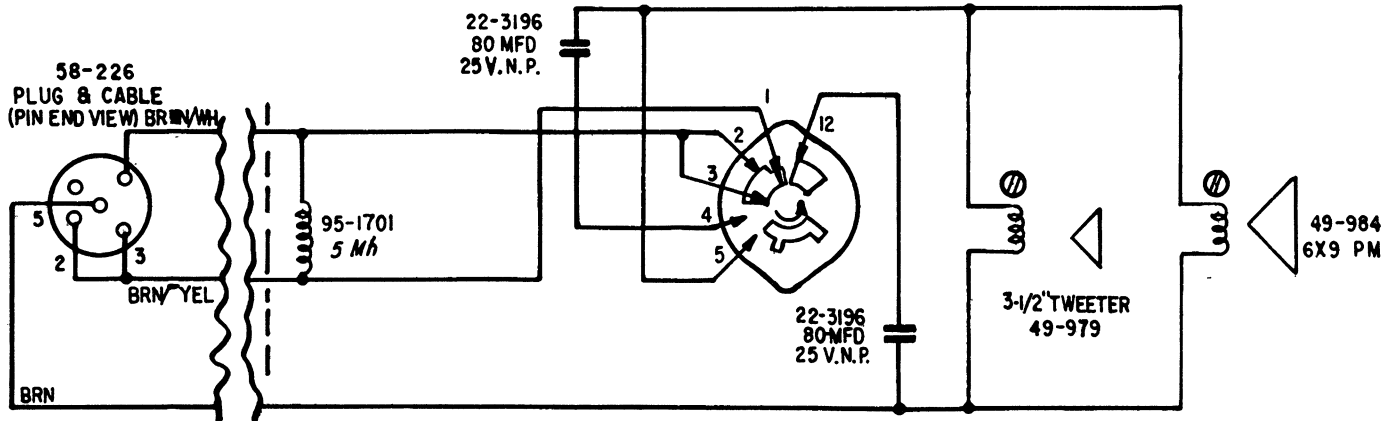 22-3196
80 MFD
25 V.N.P.
58-226
PLUG & CABLE
(PIN END VIEW) BRN/WH
1
12
2
3
4
5
5
2
3
95-1701
5 Mh
BRN/YEL
22-3196
80-MFD
25 V.N.P.
3-1/2" TWEETER
49-979
49-984
6X9 PM
BRN